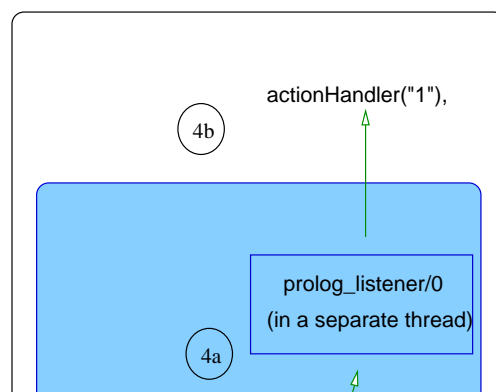 actionHandler("1"),
4b
prolog_listener/0
(in a separate thread)
4a